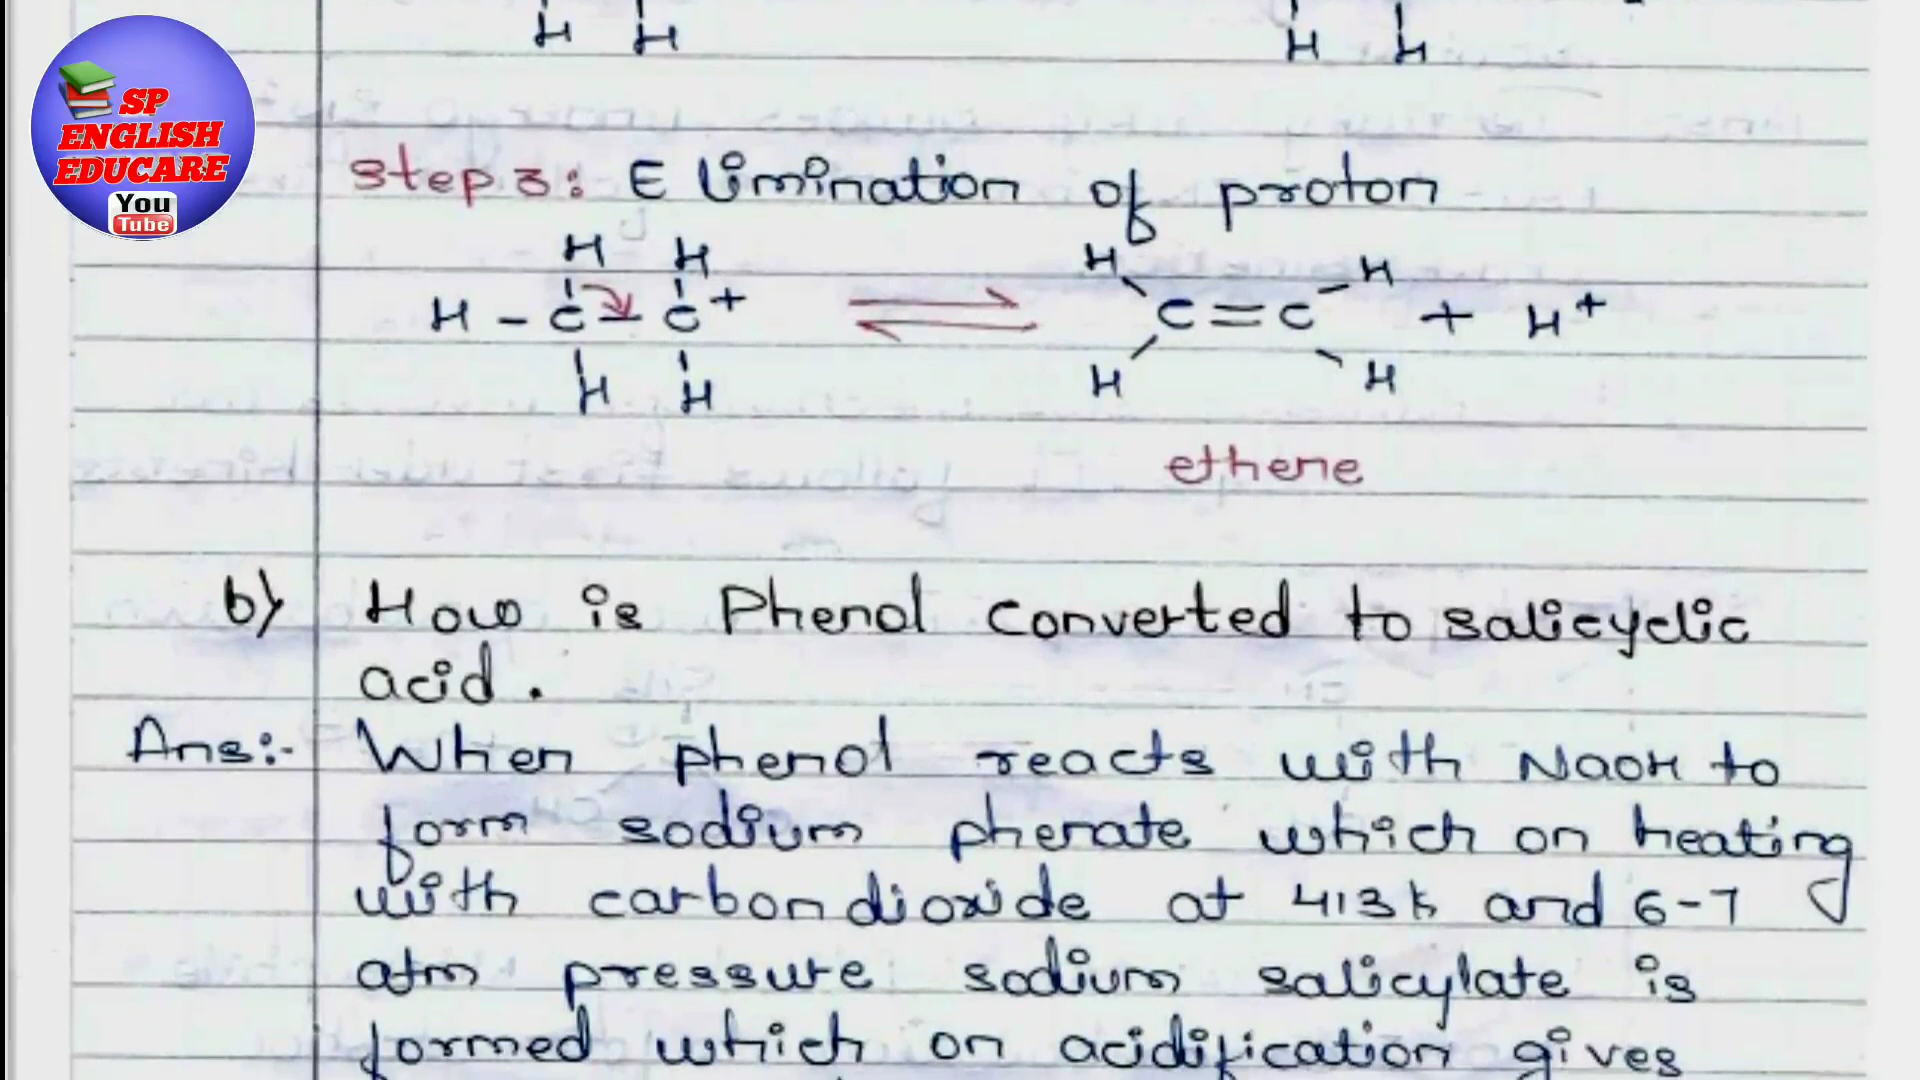 H H H H
SP
ENGLISH
EDUCARE
You
Tube
Step 3: Elimination of proton
H H H H
H - C - C+ ⇌ C = C + H+
H H H H
ethene
b) How is Phenol converted to salicyclic
acid.
Ans:- When phenol reacts with NaOH to
form sodium phenate which on heating
with carbondioxide at 413k and 6-7
atm pressure sodium salicylate is
formed which on acidification gives